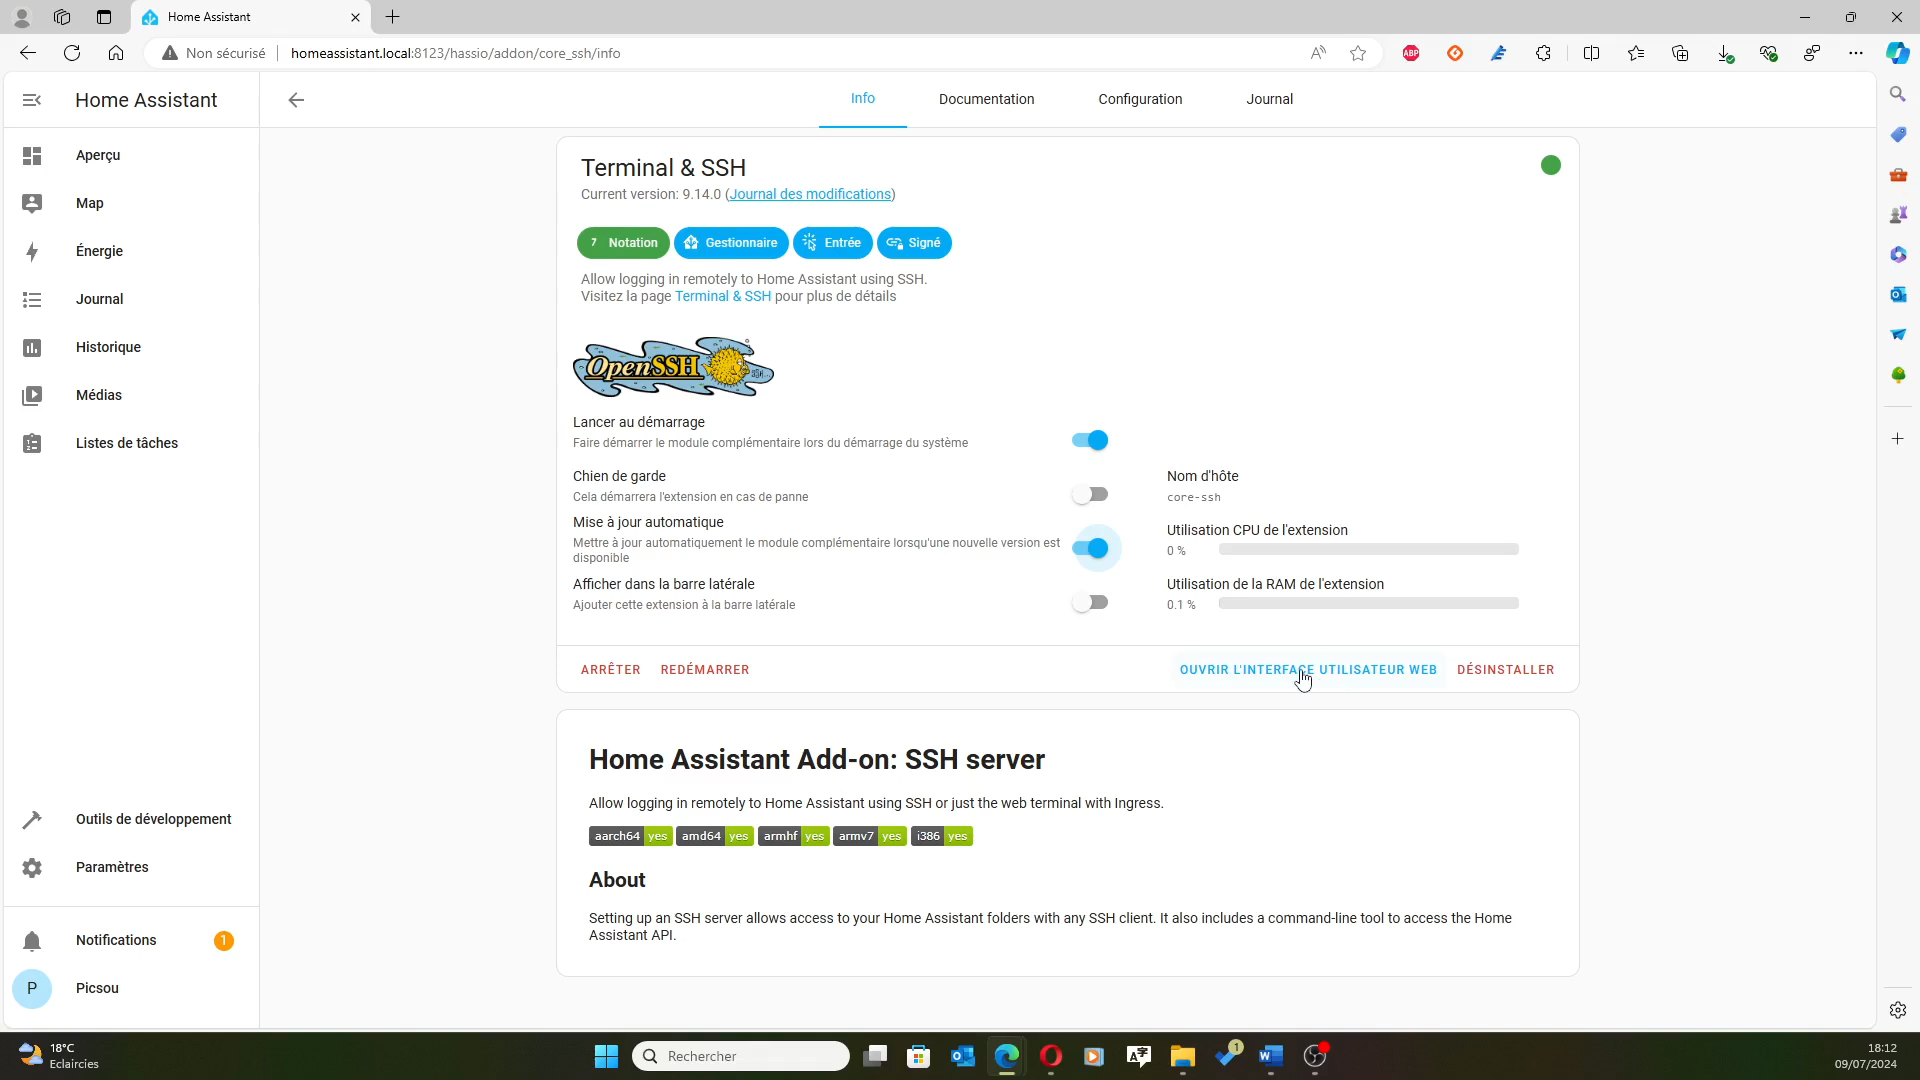 Home Assistant
Non sécurisé
homeassistant.local:8123/hassio/addon/core_ssh/info
ABP
Home Assistant
Info
Documentation
Configuration
Journal
Aperçu
Map
Énergie
Journal
Historique
Médias
Listes de tâches
Outils de développement
Paramètres
Notifications
1
P
Picsou
Terminal & SSH
Current version: 9.14.0 (Journal des modifications)
7 Notation
Gestionnaire
Entrée
Signé
Allow logging in remotely to Home Assistant using SSH.
Visitez la page Terminal & SSH pour plus de détails
OpenSSH
Lancer au démarrage
Faire démarrer le module complémentaire lors du démarrage du système
Chien de garde
Cela démarrera l'extension en cas de panne
Mise à jour automatique
Mettre à jour automatiquement le module complémentaire lorsqu'une nouvelle version est
disponible
Afficher dans la barre latérale
Ajouter cette extension à la barre latérale
Nom d'hôte
core-ssh
Utilisation CPU de l'extension
0 %
Utilisation de la RAM de l'extension
0.1 %
ARRÊTER
REDÉMARRER
OUVRIR L'INTERFACE UTILISATEUR WEB
DÉSINSTALLER
Home Assistant Add-on: SSH server
Allow logging in remotely to Home Assistant using SSH or just the web terminal with Ingress.
aarch64 yes amd64 yes armhf yes armv7 yes i386 yes
About
Setting up an SSH server allows access to your Home Assistant folders with any SSH client. It also includes a command-line tool to access the Home
Assistant API.
18°C
Eclaircies
Rechercher
1
18:12
09/07/2024